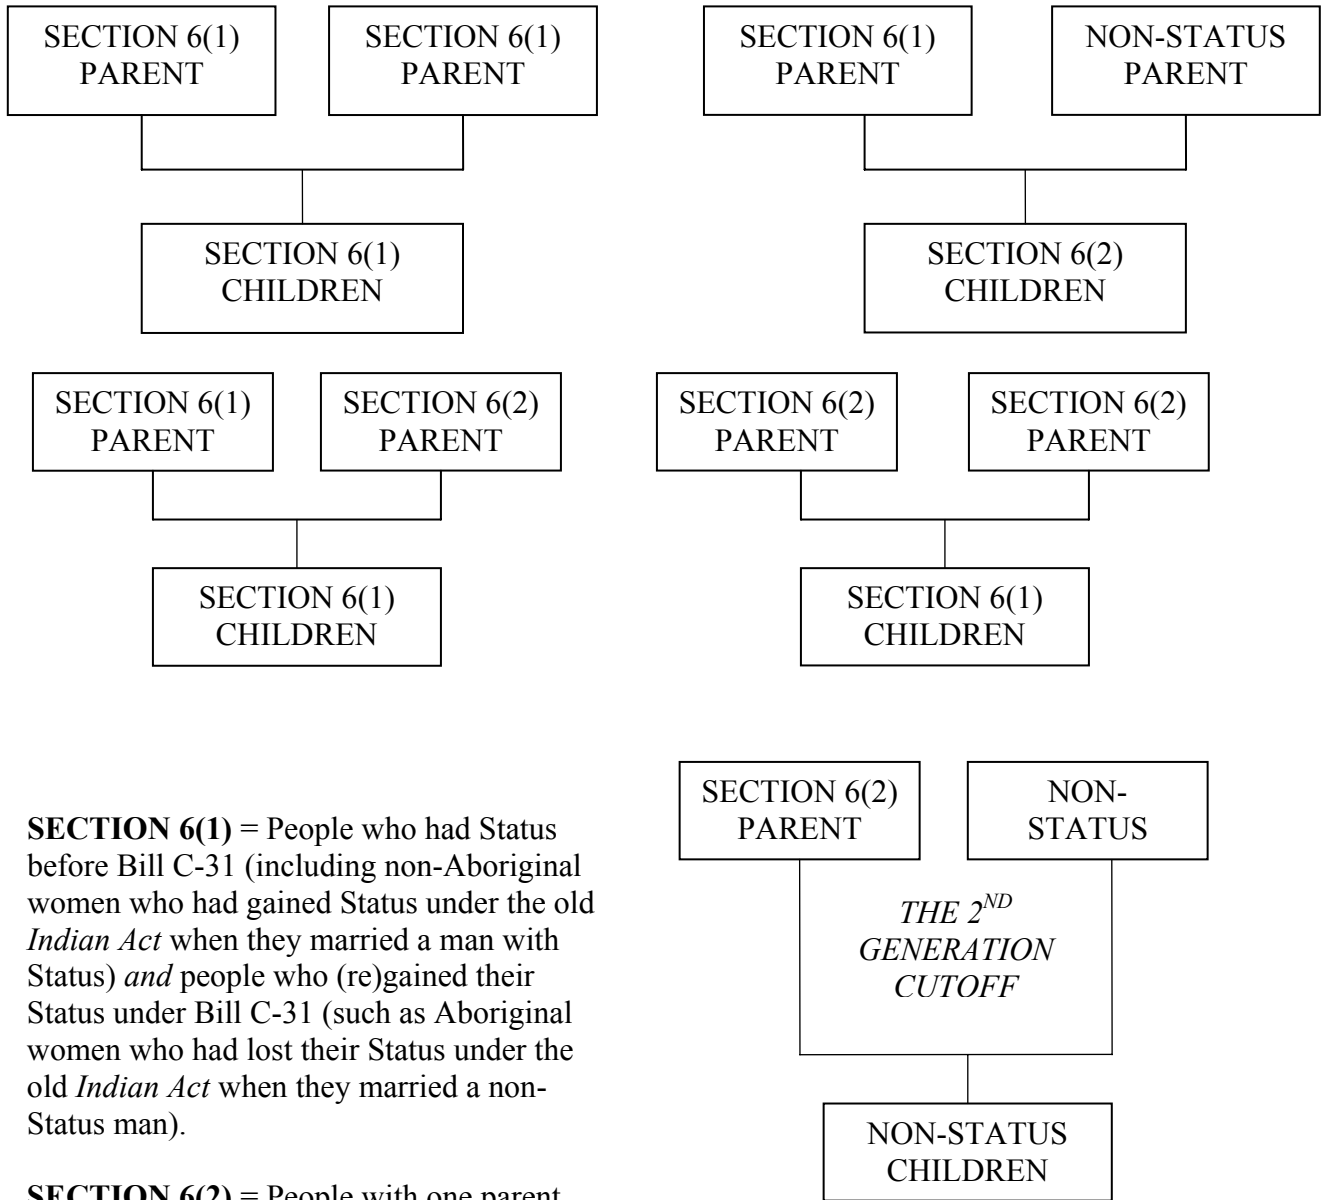 SECTION 6(1)
PARENT
SECTION 6(1)
PARENT
SECTION 6(1)
CHILDREN
SECTION 6(1)
PARENT
NON-STATUS
PARENT
SECTION 6(2)
CHILDREN
SECTION 6(1)
PARENT
SECTION 6(2)
PARENT
SECTION 6(1)
CHILDREN
SECTION 6(2)
PARENT
SECTION 6(2)
PARENT
SECTION 6(1)
CHILDREN
SECTION 6(1) = People who had Status
before Bill C-31 (including non-Aboriginal
women who had gained Status under the old
Indian Act when they married a man with
Status) and people who (re)gained their
Status under Bill C-31 (such as Aboriginal
women who had lost their Status under the
old Indian Act when they married a non-
Status man).
SECTION 6(2) = People with one parent
SECTION 6(2)
PARENT
NON-
STATUS
THE 2ND
GENERATION
CUTOFF
NON-STATUS
CHILDREN